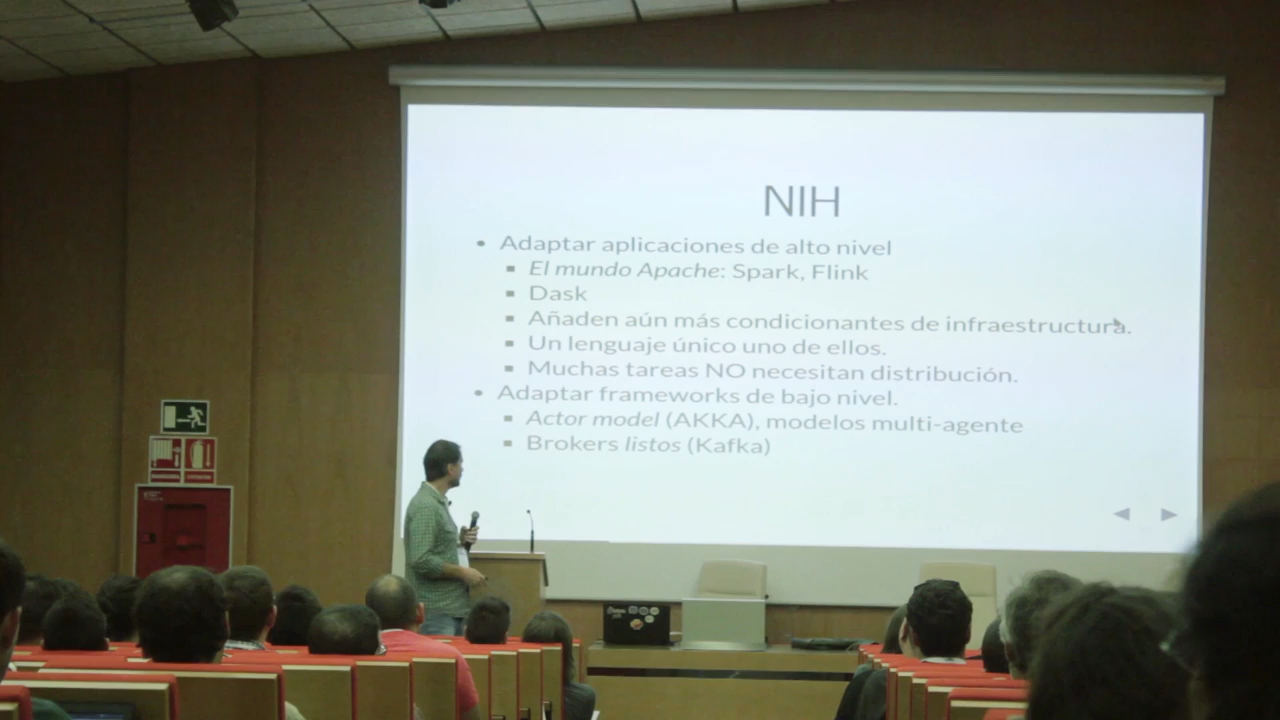 NIH
• Adaptar aplicaciones de alto nivel
▪ El mundo Apache: Spark, Flink
▪ Dask
▪ Añaden aún más condicionantes de infraestructura.
▪ Un lenguaje único uno de ellos.
▪ Muchas tareas NO necesitan distribución.
• Adaptar frameworks de bajo nivel.
▪ Actor model (AKKA), modelos multi-agente
▪ Brokers listos (Kafka)